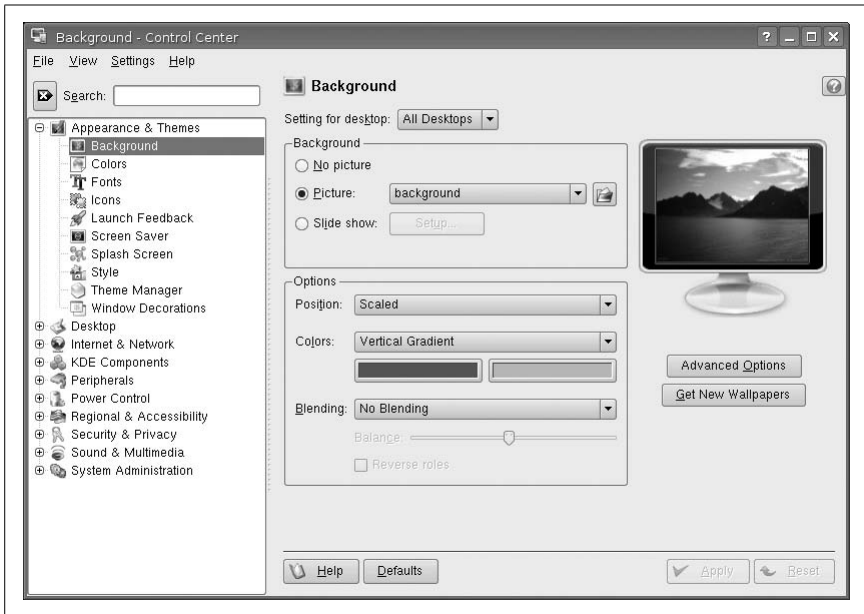 Background - Control Center
File View Settings Help
Search:
Appearance & Themes
Background
Colors
Fonts
Icons
Launch Feedback
Screen Saver
Splash Screen
Style
Theme Manager
Window Decorations
Desktop
Internet & Network
KDE Components
Peripherals
Power Control
Regional & Accessibility
Security & Privacy
Sound & Multimedia
System Administration
Background
Setting for desktop: All Desktops
Background
No picture
Picture: background
Slide show: Setup...
Options
Position: Scaled
Colors: Vertical Gradient
Blending: No Blending
Balance:
Reverse roles
Advanced Options
Get New Wallpapers
Help Defaults Apply Reset